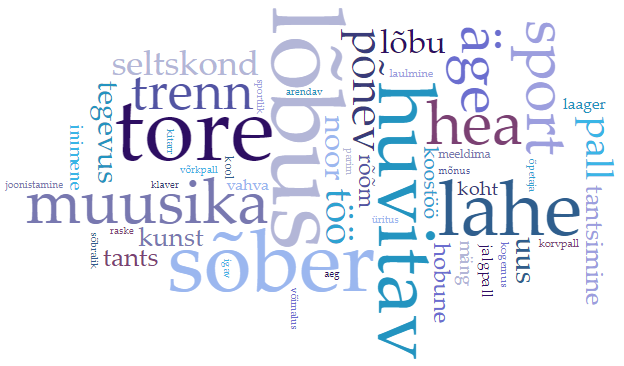 lõbus
lõbu
äge
sport
seltskond
laulmine
trenn
sportlik
arendav
põnev
huvitav
hea
laager
tegevus
tore
kitarr
noor
pall
inimene
võrkpall
kool
parim
rõõm
koostöö
meeldima
õpetaja
joonistamine
klaver
vahva
töö
mõnus
koht
lahe
tantsimine
muusika
üritus
raske
kunst
sõbralik
tants
sõber
igav
aeg
võimalus
hobune
mäng
jalgpall
kogemus
uus
korvpall